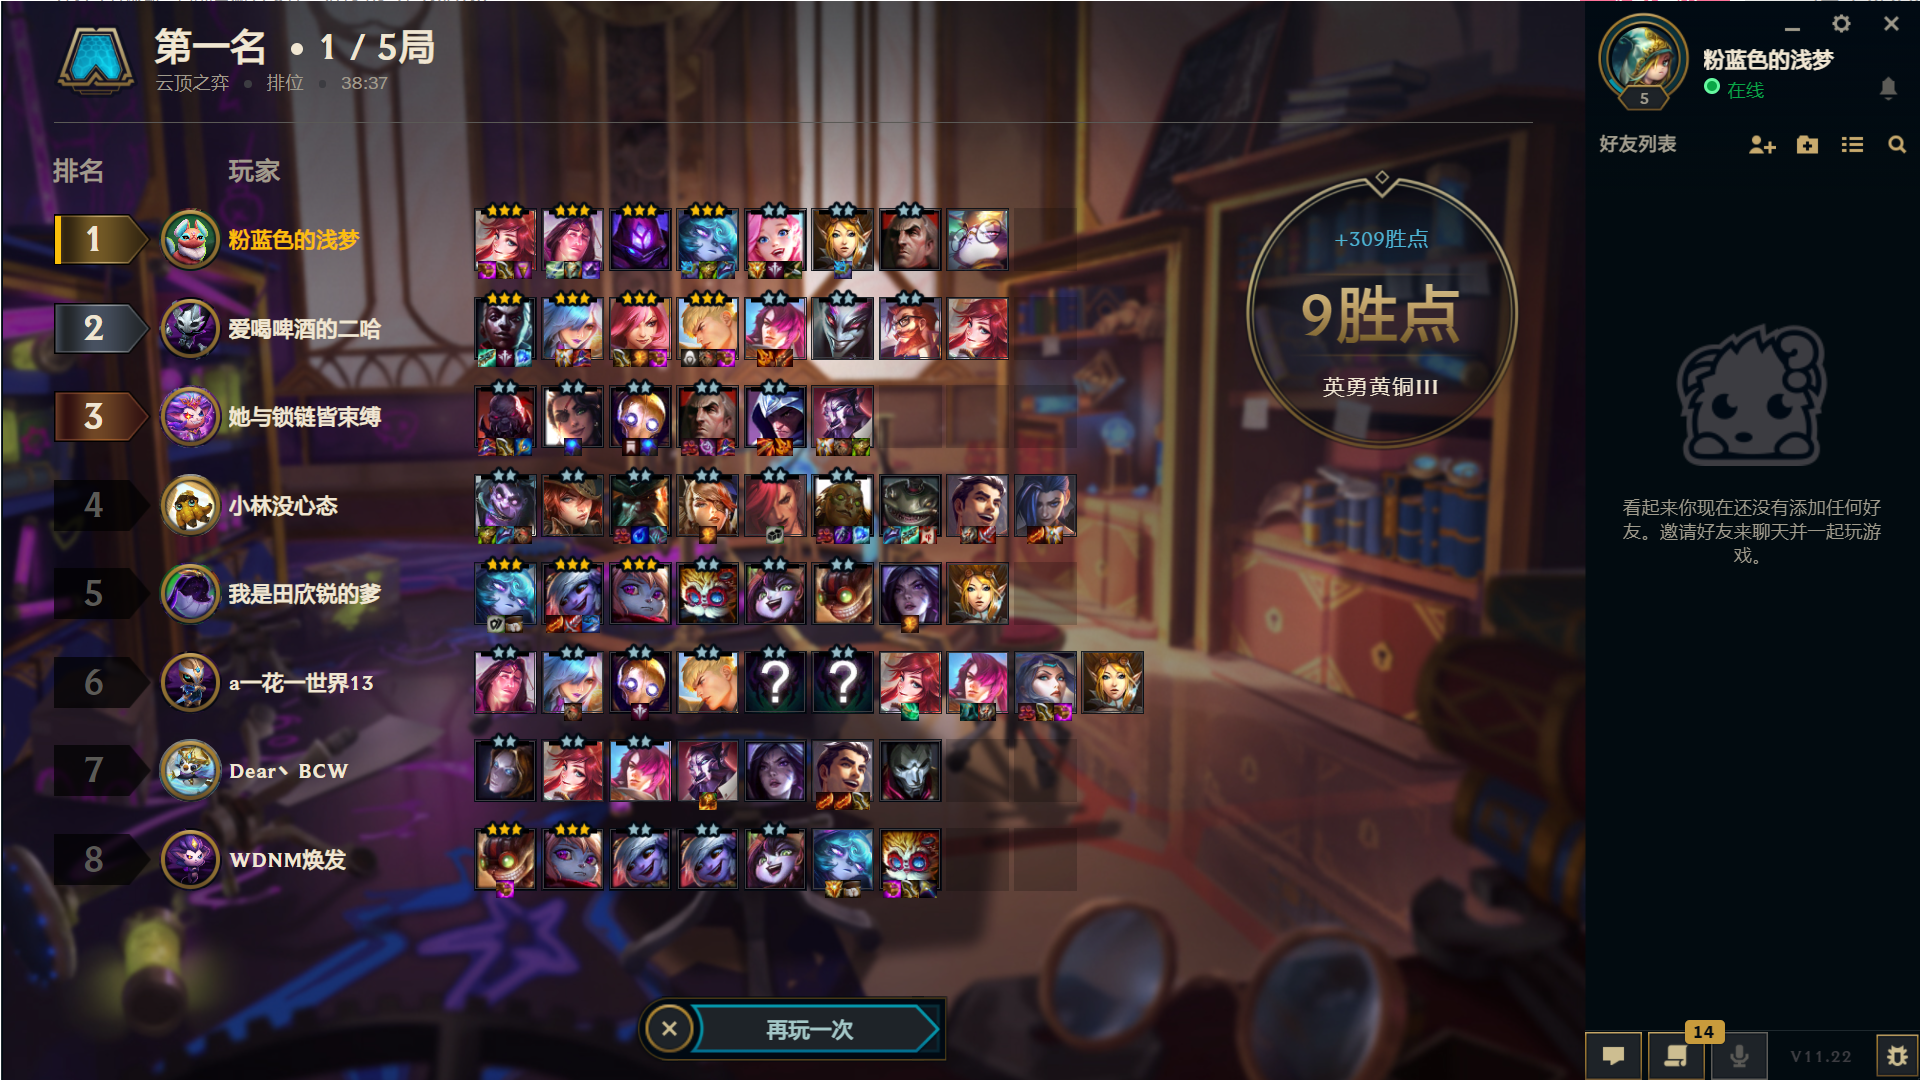 第一名 • 1 / 5局
云顶之弈 • 排位 • 38:37
排名 玩家
1 粉蓝色的浅梦
2 爱喝啤酒的二哈
3 她与锁链皆束缚
4 小林没心态
5 我是田欣锐的爹
6 a一花一世界13
7 Dear丶 BCW
8 WDNM焕发
+309胜点
9胜点
英勇黄铜III
再玩一次
粉蓝色的浅梦
5
在线
好友列表
看起来你现在还没有添加任何好
友。邀请好友来聊天并一起玩游
戏。
14
V11.22